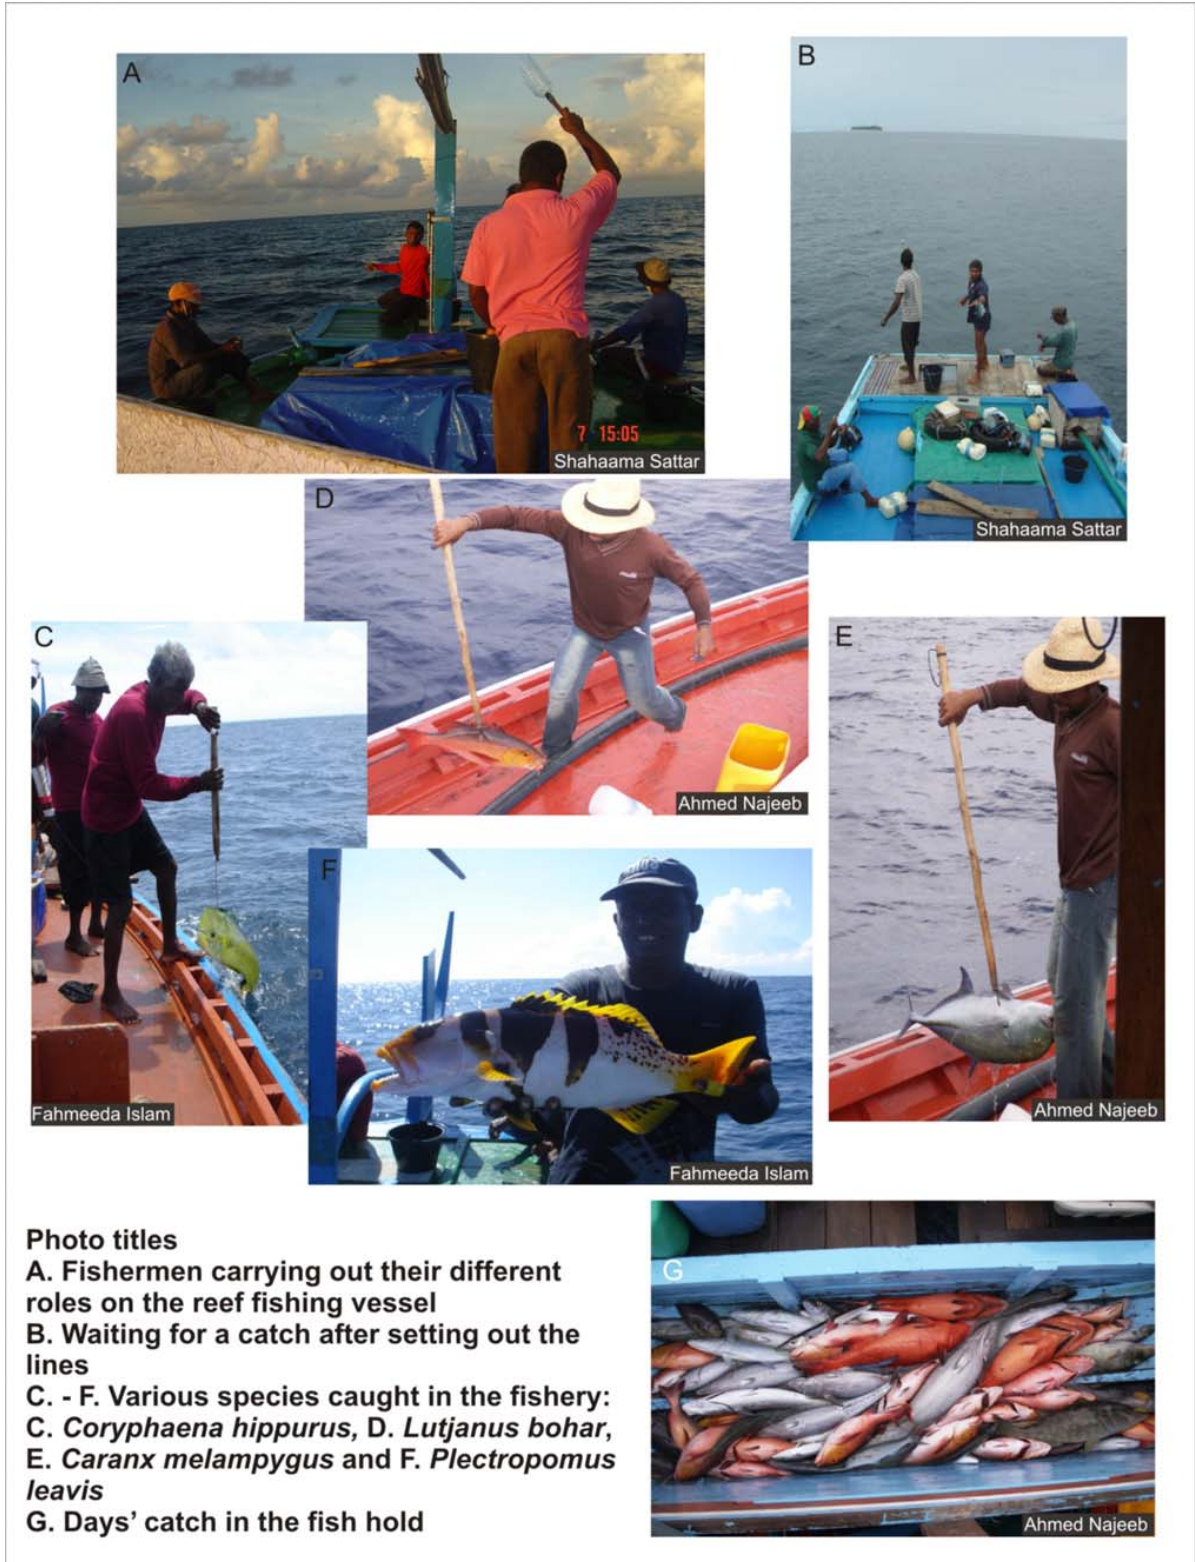 A
7 15:05
Shahaama Sattar
B
Shahaama Sattar
D
Ahmed Najeeb
C
Fahmeeda Islam
E
Ahmed Najeeb
F
Fahmeeda Islam
Photo titles
A. Fishermen carrying out their different
roles on the reef fishing vessel
B. Waiting for a catch after setting out the
lines
C. - F. Various species caught in the fishery:
C. Coryphaena hippurus, D. Lutjanus bohar,
E. Caranx melampygus and F. Plectropomus
leavis
G. Days’ catch in the fish hold
G
Ahmed Najeeb